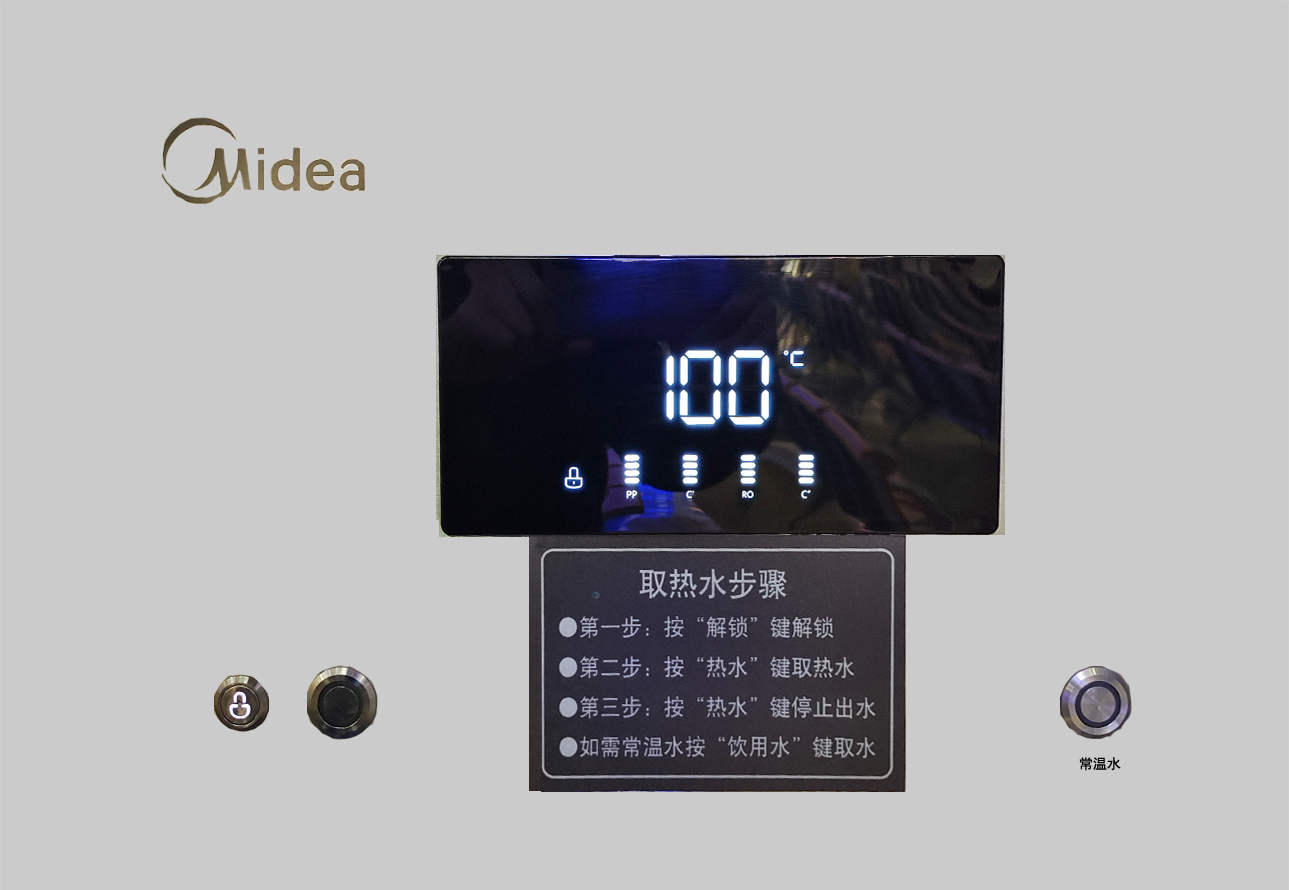 Midea
100 °C
PP C' RO C+
取热水步骤
●第一步：按“解锁”键解锁
●第二步：按“热水”键取热水
●第三步：按“热水”键停止出水
●如需常温水按“饮用水”键取水
常温水